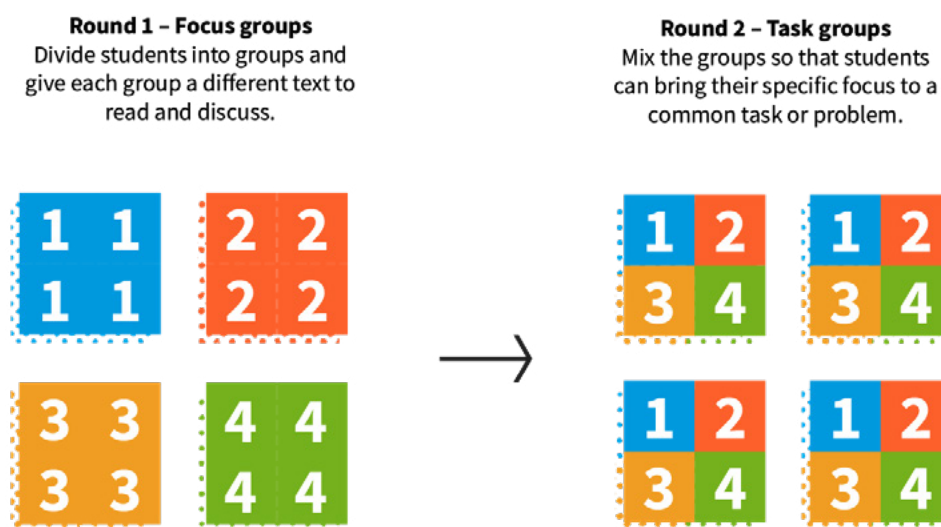 Round 1 – Focus groups
Divide students into groups and
give each group a different text to
read and discuss.
1 1
1 1
2 2
2 2
3 3
3 3
4 4
4 4
Round 2 – Task groups
Mix the groups so that students
can bring their specific focus to a
common task or problem.
1 2
3 4
1 2
3 4
1 2
3 4
1 2
3 4